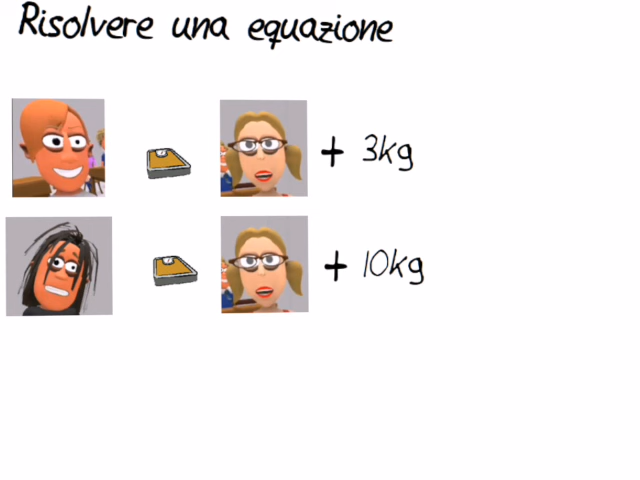 Risolvere una equazione
+ 3kg
+ 10kg